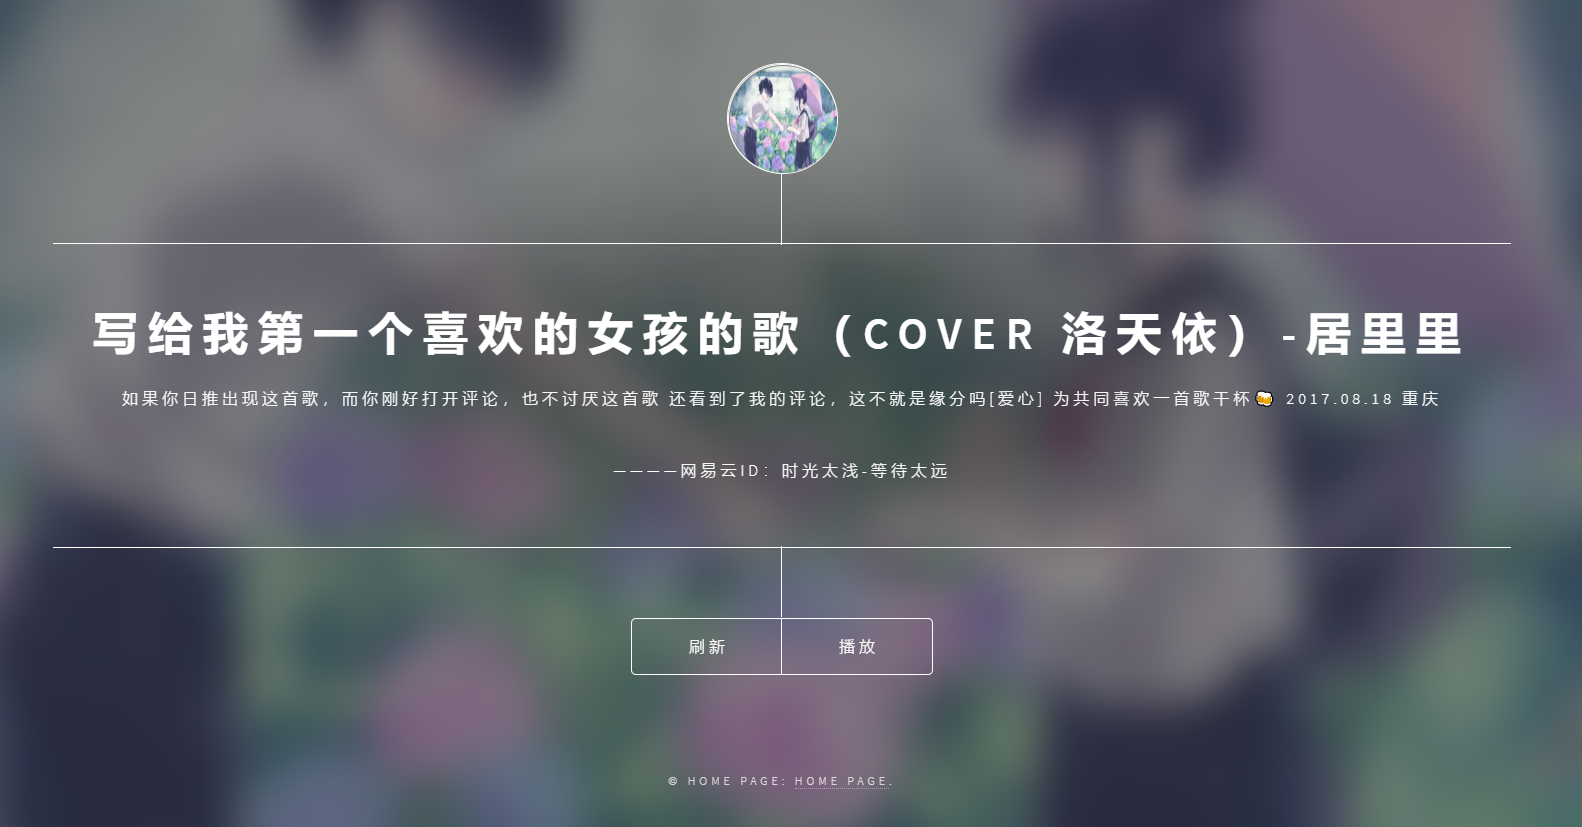 写给我第一个喜欢的女孩的歌（COVER 洛天依）-居里里
如果你日推出现这首歌，而你刚好打开评论，也不讨厌这首歌 还看到了我的评论，这不就是缘分吗[爱心] 为共同喜欢一首歌干杯🍻 2017.08.18 重庆
————网易云ID：时光太浅-等待太远
刷新
播放
© HOME PAGE: HOME PAGE.